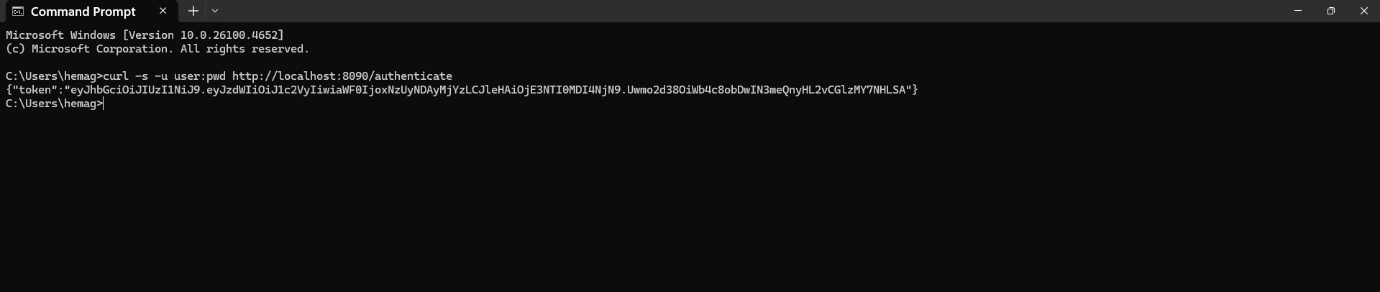 Command Prompt
Microsoft Windows [Version 10.0.26100.4652]
(c) Microsoft Corporation. All rights reserved.
C:\Users\hemag>curl -s -u user:pwd http://localhost:8090/authenticate
{"token":"eyJhbGciOiJIUzI1NiJ9.eyJzdWIiOiJ1c2VyIiwiaWF0IjoxNzUyNDAyMjYzLCJleHAiOjE3NTI0MDI4NjN9.Uwmo2d38OiWb4c8obDwIN3meQnyHL2vCGlzMY7NHLSA"}
C:\Users\hemag>